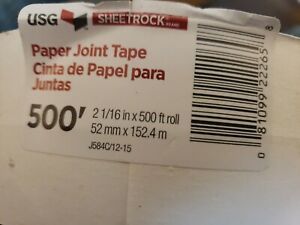 USG SHEETROCK BRAND
Paper Joint Tape
Cinta de Papel para
Juntas
500' 2 1/16 in x 500 ft roll
52 mm x 152.4 m
J584C/12-15
0 81099 22265 8